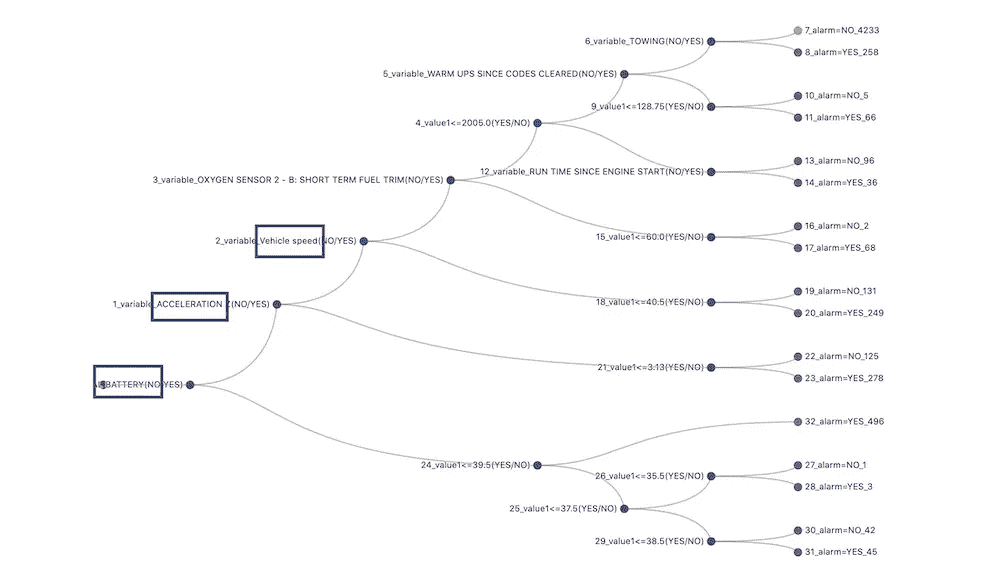 7_alarm=NO_4233
6_variable_TOWING(NO/YES)
8_alarm=YES_258
5_variable_WARM UPS SINCE CODES CLEARED(NO/YES)
10_alarm=NO_5
9_value1<=128.75(YES/NO)
11_alarm=YES_66
4_value1<=2005.0(YES/NO)
13_alarm=NO_96
12_variable_RUN TIME SINCE ENGINE START(NO/YES)
3_variable_OXYGEN SENSOR 2 - B: SHORT TERM FUEL TRIM(NO/YES)
14_alarm=YES_36
16_alarm=NO_2
15_value1<=60.0(YES/NO)
2_variable_Vehicle speed(NO/YES)
17_alarm=YES_68
19_alarm=NO_131
18_value1<=40.5(YES/NO)
1_variable_ACCELERATION Z(NO/YES)
20_alarm=YES_249
22_alarm=NO_125
21_value1<=3.13(YES/NO)
23_alarm=YES_278
BATTERY(NO/YES)
32_alarm=YES_496
24_value1<=39.5(YES/NO)
27_alarm=NO_1
26_value1<=35.5(YES/NO)
28_alarm=YES_3
25_value1<=37.5(YES/NO)
30_alarm=NO_42
29_value1<=38.5(YES/NO)
31_alarm=YES_45